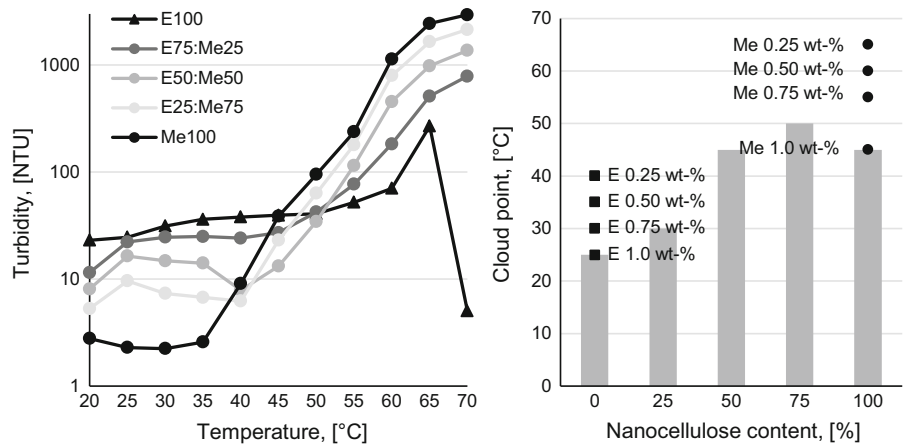 E100
E75:Me25
E50:Me50
E25:Me75
Me100
1000
100
10
1
Turbidity, [NTU]
20 25 30 35 40 45 50 55 60 65 70
Temperature, [°C]
70
60
50
40
30
20
10
0
Cloud point, [°C]
Me 0.25 wt-%
Me 0.50 wt-%
Me 0.75 wt-%
Me 1.0 wt-%
E 0.25 wt-%
E 0.50 wt-%
E 0.75 wt-%
E 1.0 wt-%
0 25 50 75 100
Nanocellulose content, [%]